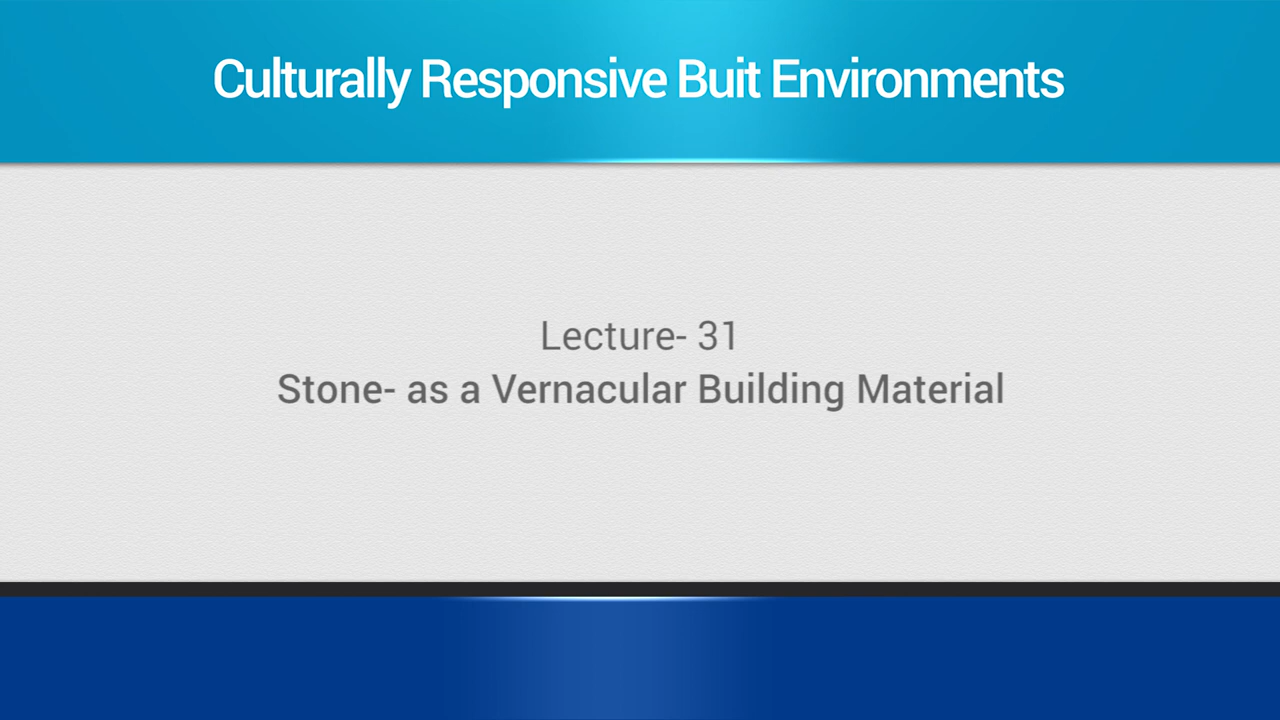 Culturally Responsive Buit Environments
Lecture- 31
Stone- as a Vernacular Building Material